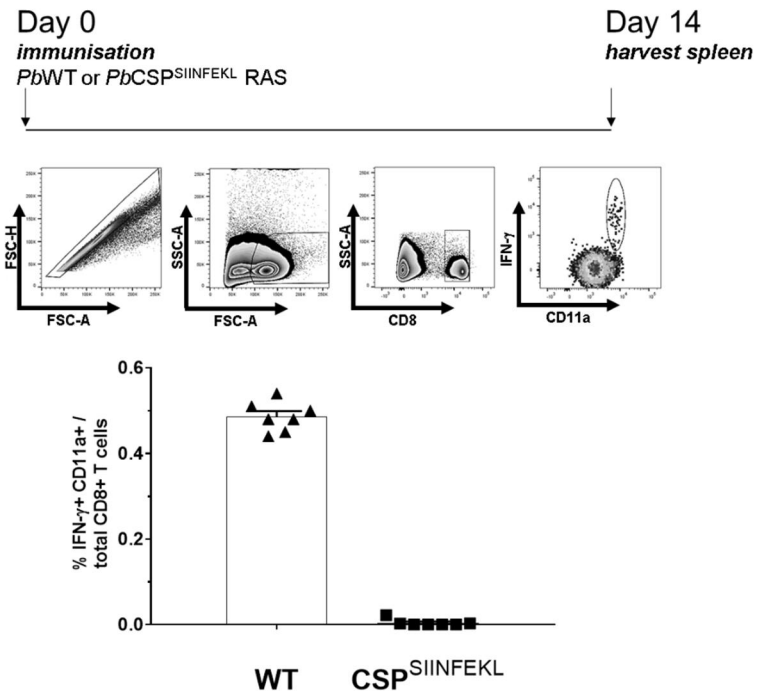 Day 0
immunisation
PbWT or PbCSPSIINFEKL RAS
Day 14
harvest spleen
FSC-H
FSC-A
SSC-A
FSC-A
SSC-A
CD8
IFN-γ
CD11a
% IFN-γ+ CD11a+ /
total CD8+ T cells
0.6
0.4
0.2
0.0
WT
CSPSIINFEKL